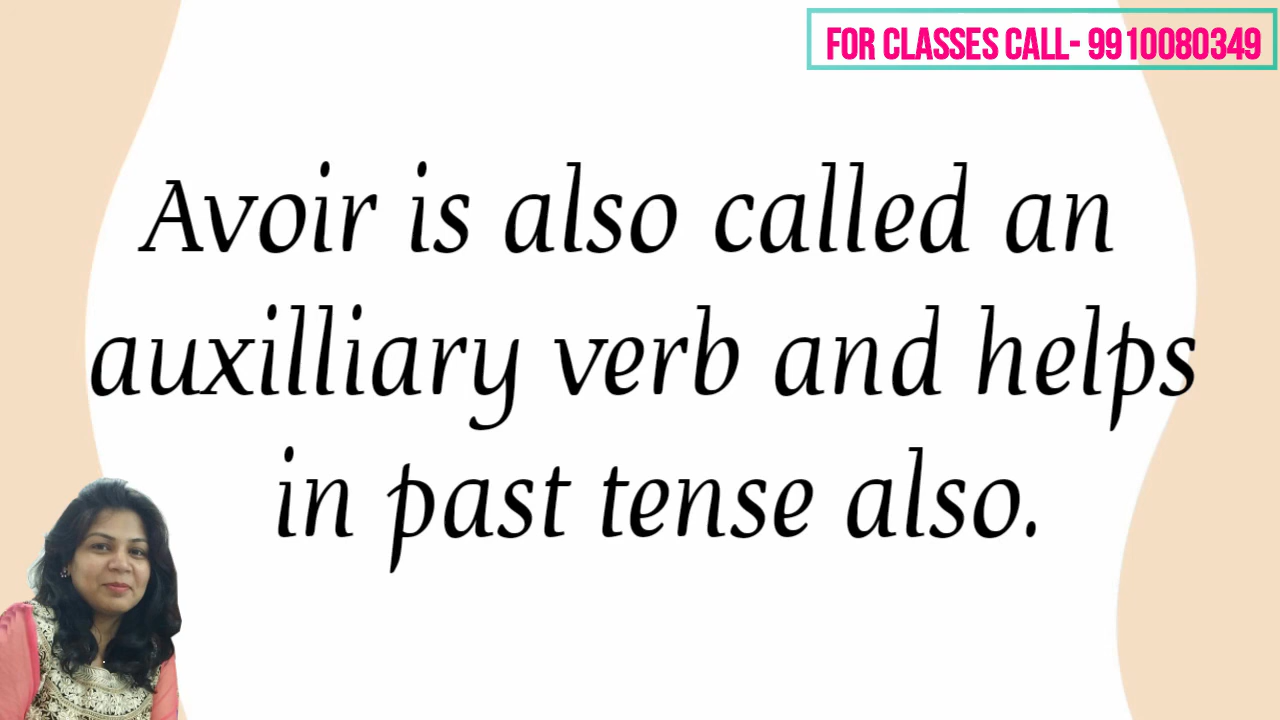 FOR CLASSES CALL- 9910080349
Avoir is also called an
auxilliary verb and helps
in past tense also.